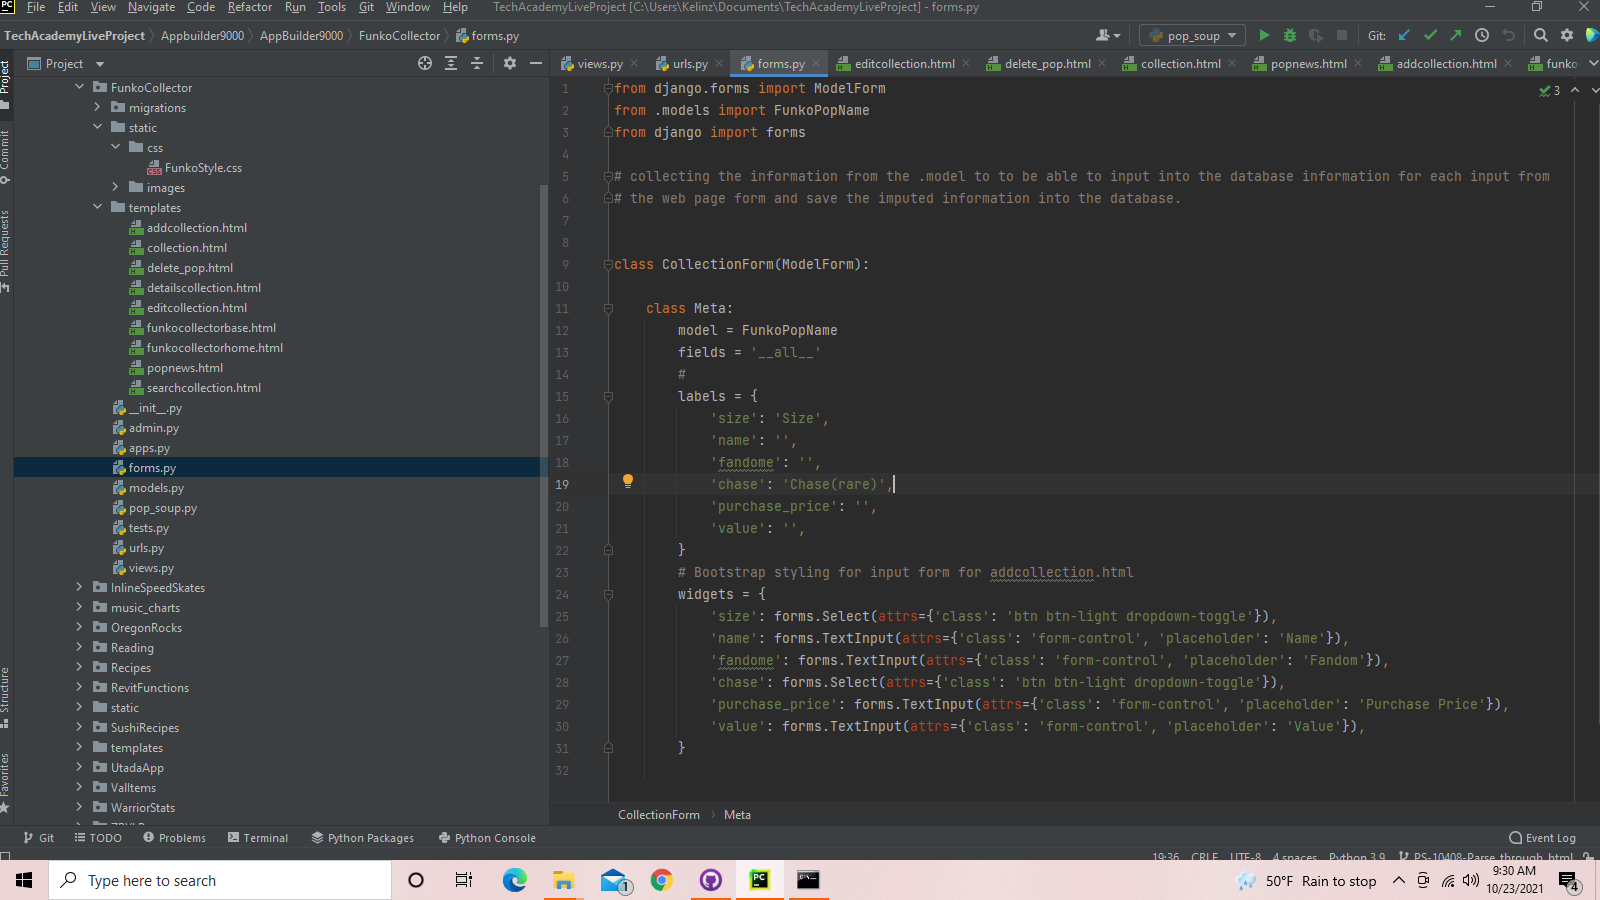 File Edit View Navigate Code Refactor Run Tools Git Window Help TechAcademyLiveProject [C:\Users\Kelinz\Documents\TechAcademyLiveProject] - forms.py
TechAcademyLiveProject Appbuilder9000 AppBuilder9000 FunkoCollector forms.py pop_soup Git:
Project views.py urls.py forms.py editcollection.html delete_pop.html collection.html popnews.html addcollection.html funko
Project
Commit
Pull Requests
Structure
Favorites
FunkoCollector
migrations
static
css
FunkoStyle.css
images
templates
addcollection.html
collection.html
delete_pop.html
detailscollection.html
editcollection.html
funkocollectorbase.html
funkocollectorhome.html
popnews.html
searchcollection.html
__init__.py
admin.py
apps.py
forms.py
models.py
pop_soup.py
tests.py
urls.py
views.py
InlineSpeedSkates
music_charts
OregonRocks
Reading
Recipes
RevitFunctions
static
SushiRecipes
templates
UtadaApp
ValItems
WarriorStats
3
1 from django.forms import ModelForm
2 from .models import FunkoPopName
3 from django import forms
4
5 # collecting the information from the .model to to be able to input into the database information for each input from
6 # the web page form and save the imputed information into the database.
7
8
9 class CollectionForm(ModelForm):
10
11 class Meta:
12 model = FunkoPopName
13 fields = '__all__'
14 #
15 labels = {
16 'size': 'Size',
17 'name': '',
18 'fandome': '',
19 'chase': 'Chase(rare)',
20 'purchase_price': '',
21 'value': '',
22 }
23 # Bootstrap styling for input form for addcollection.html
24 widgets = {
25 'size': forms.Select(attrs={'class': 'btn btn-light dropdown-toggle'}),
26 'name': forms.TextInput(attrs={'class': 'form-control', 'placeholder': 'Name'}),
27 'fandome': forms.TextInput(attrs={'class': 'form-control', 'placeholder': 'Fandom'}),
28 'chase': forms.Select(attrs={'class': 'btn btn-light dropdown-toggle'}),
29 'purchase_price': forms.TextInput(attrs={'class': 'form-control', 'placeholder': 'Purchase Price'}),
30 'value': forms.TextInput(attrs={'class': 'form-control', 'placeholder': 'Value'}),
31 }
32
CollectionForm Meta
Git TODO Problems Terminal Python Packages Python Console Event Log
19:36 CRLF UTF-8 4 spaces Python 3.9 PS-10408-Parse_through_html
Type here to search 1 50°F Rain to stop 9:30 AM
10/23/2021 4